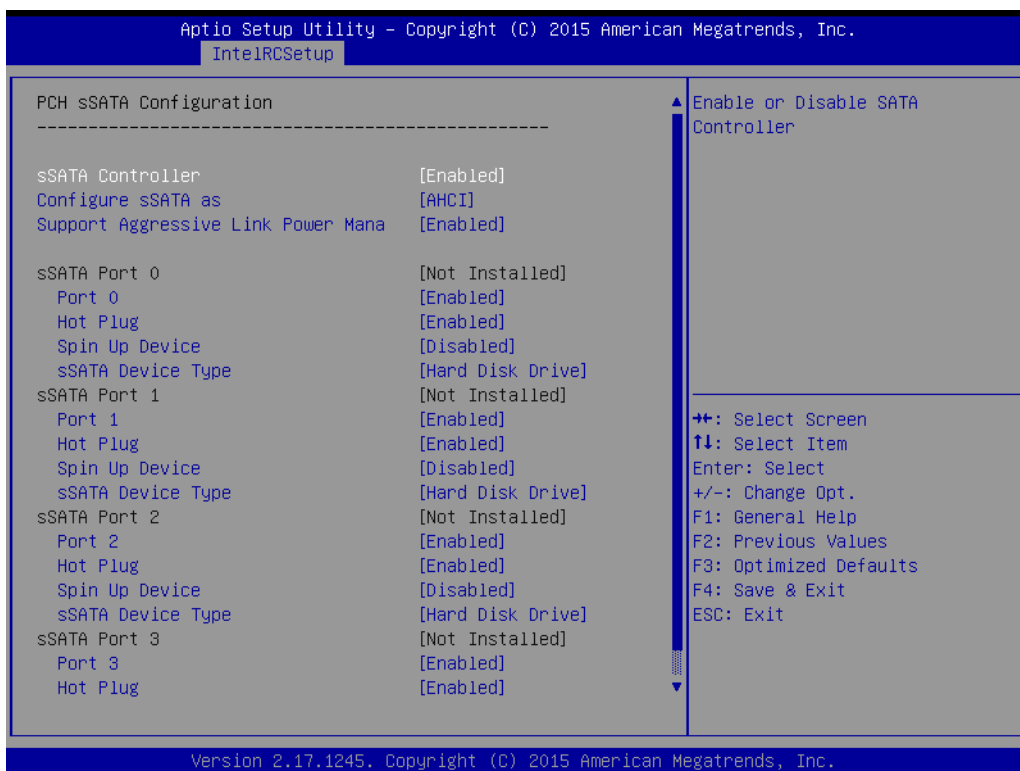 Aptio Setup Utility – Copyright (C) 2015 American Megatrends, Inc.
IntelRCSetup
PCH sSATA Configuration
--------------------------------------------------
sSATA Controller [Enabled]
Configure sSATA as [AHCI]
Support Aggressive Link Power Mana [Enabled]
sSATA Port 0 [Not Installed]
Port 0 [Enabled]
Hot Plug [Enabled]
Spin Up Device [Disabled]
sSATA Device Type [Hard Disk Drive]
sSATA Port 1 [Not Installed]
Port 1 [Enabled]
Hot Plug [Enabled]
Spin Up Device [Disabled]
sSATA Device Type [Hard Disk Drive]
sSATA Port 2 [Not Installed]
Port 2 [Enabled]
Hot Plug [Enabled]
Spin Up Device [Disabled]
sSATA Device Type [Hard Disk Drive]
sSATA Port 3 [Not Installed]
Port 3 [Enabled]
Hot Plug [Enabled]
Enable or Disable SATA
Controller
→←: Select Screen
↑↓: Select Item
Enter: Select
+/-: Change Opt.
F1: General Help
F2: Previous Values
F3: Optimized Defaults
F4: Save & Exit
ESC: Exit
Version 2.17.1245. Copyright (C) 2015 American Megatrends, Inc.